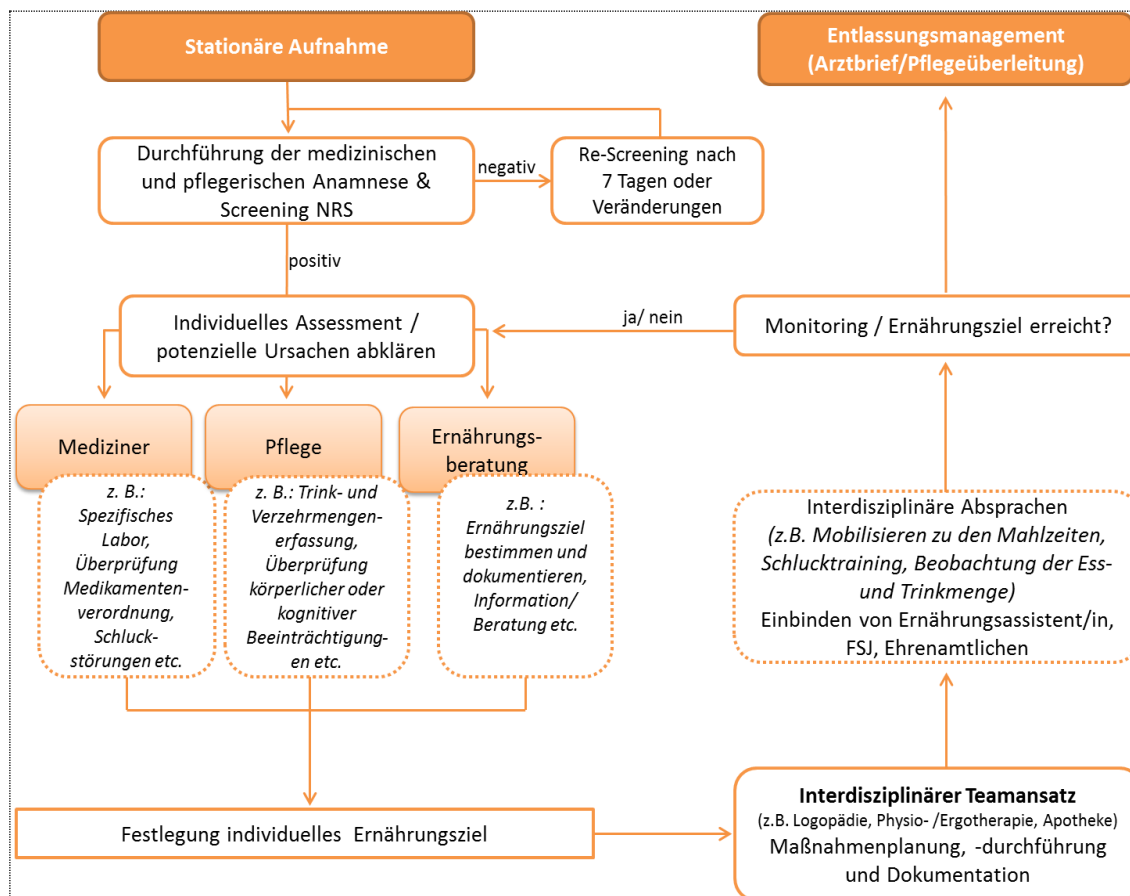 Stationäre Aufnahme
Entlassungsmanagement
(Arztbrief/Pflegeüberleitung)
Durchführung der medizinischen
und pflegerischen Anamnese &
Screening NRS
negativ
Re-Screening nach
7 Tagen oder
Veränderungen
positiv
Individuelles Assessment /
potenzielle Ursachen abklären
ja/ nein
Monitoring / Ernährungsziel erreicht?
Mediziner
z. B.:
Spezifisches
Labor,
Überprüfung
Medikamenten-
verordnung,
Schluck-
störungen etc.
Pflege
z. B.: Trink- und
Verzehrmengen-
erfassung,
Überprüfung
körperlicher oder
kognitiver
Beeinträchtigung-
en etc.
Ernährungs-
beratung
z.B. :
Ernährungsziel
bestimmen und
dokumentieren,
Information/
Beratung etc.
Interdisziplinäre Absprachen
(z.B. Mobilisieren zu den Mahlzeiten,
Schlucktraining, Beobachtung der Ess-
und Trinkmenge)
Einbinden von Ernährungsassistent/in,
FSJ, Ehrenamtlichen
Festlegung individuelles Ernährungsziel
Interdisziplinärer Teamansatz
(z.B. Logopädie, Physio- /Ergotherapie, Apotheke)
Maßnahmenplanung, -durchführung
und Dokumentation